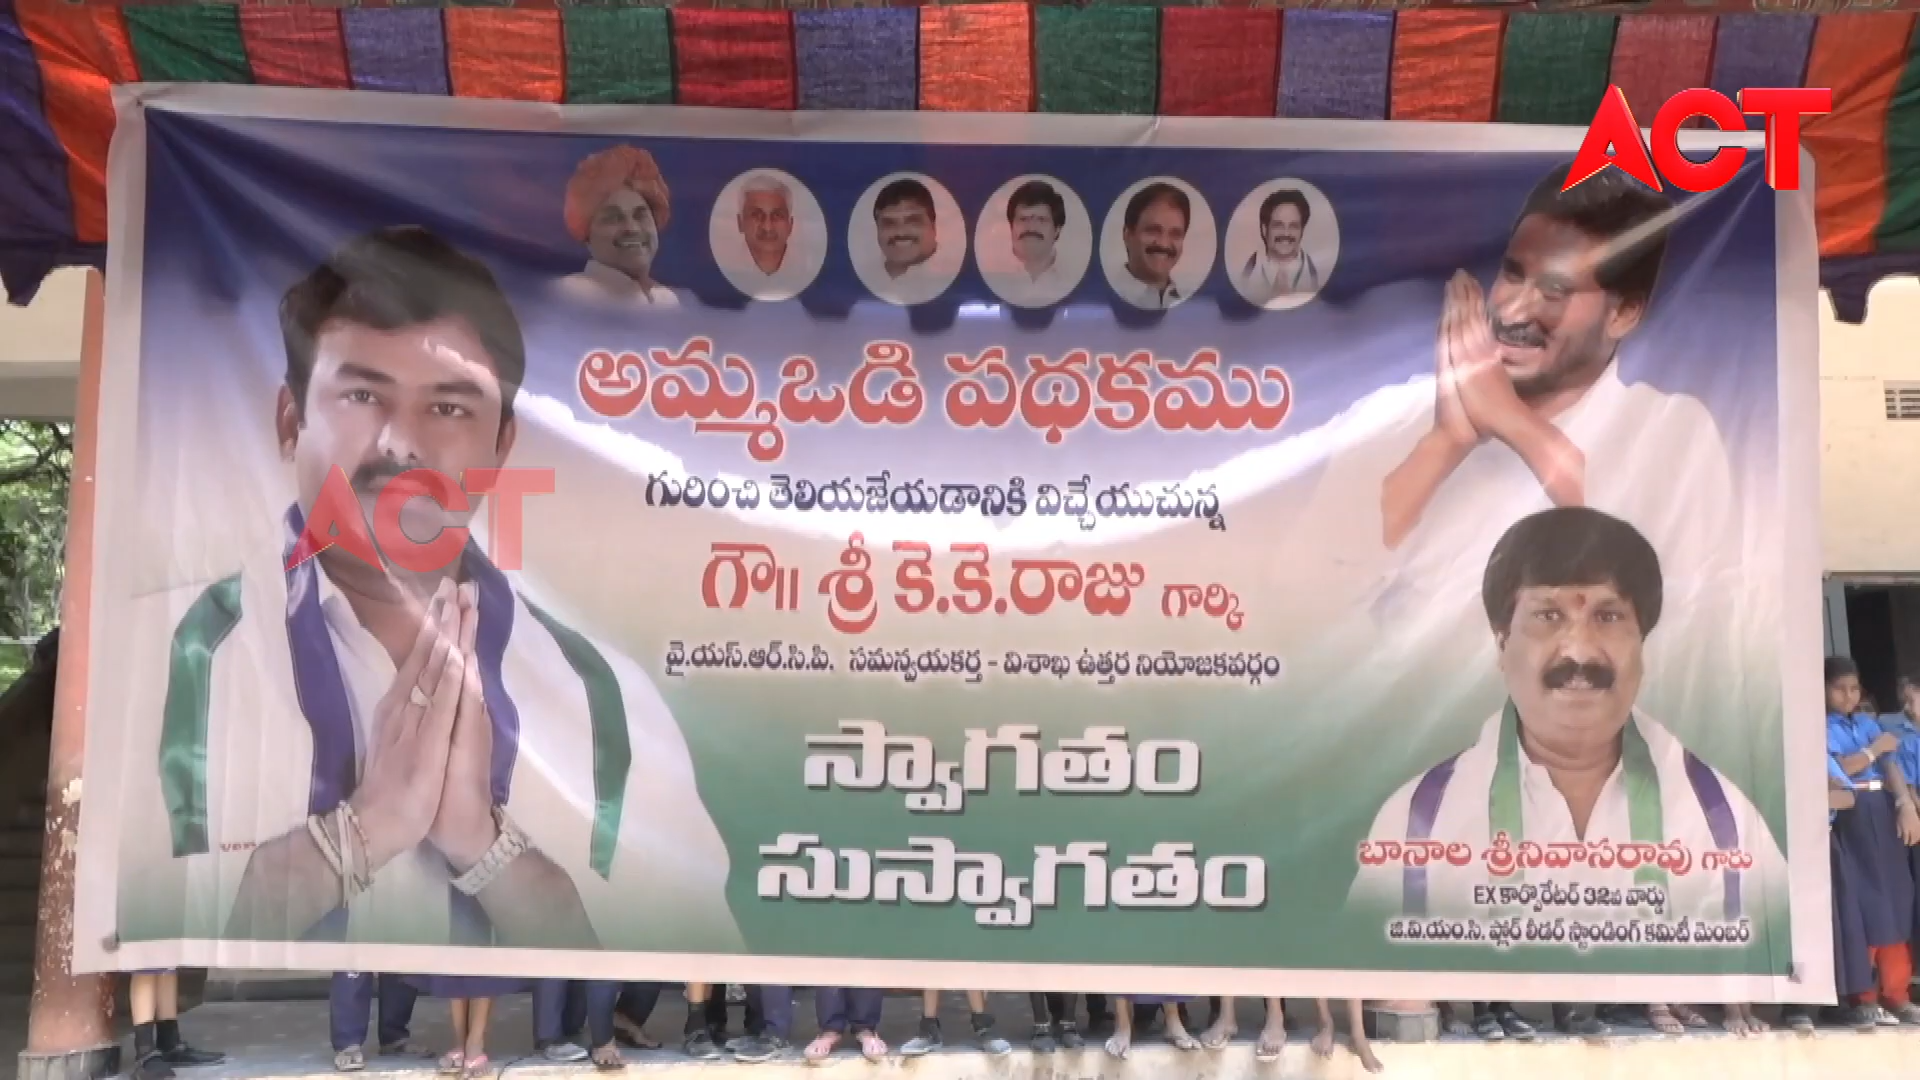 ACT
అమ్మఒడి పథకము
గురించి తెలియజేయడానికి విచ్చేయుచున్న
ACT
గౌ|| శ్రీ కె.కె.రాజు గార్కి
వై.యస్.ఆర్.సి.పి. సమన్వయకర్త - విశాఖ ఉత్తర నియోజకవర్గం
స్వాగతం
సుస్వాగతం
బానాల శ్రీనివాసరావు గారు
EX కార్పొరేటర్ 32వ వార్డు
జి.వి.యం.సి. ఫ్లోర్ లీడర్ స్టాండింగ్ కమిటీ మెంబర్